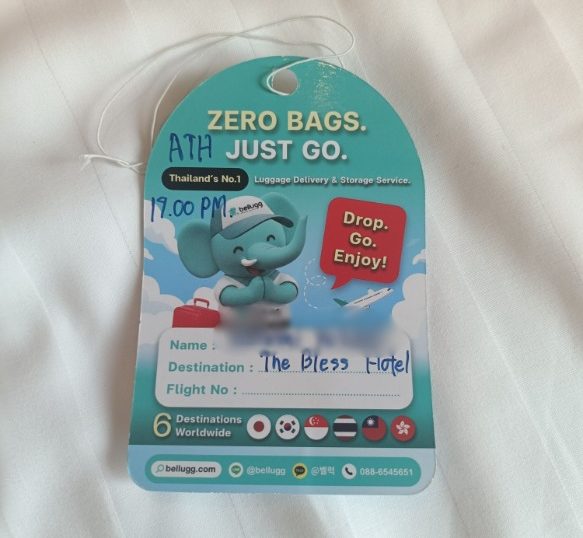 ZERO BAGS.
ATH JUST GO.
Thailand's No.1 Luggage Delivery & Storage Service.
19.00 PM
bellugg
Drop.
Go.
Enjoy!
Name :
Destination : The Bless Hotel
Flight No :
6 Destinations
Worldwide
bellugg.com @bellugg @벨럭 088-6545651